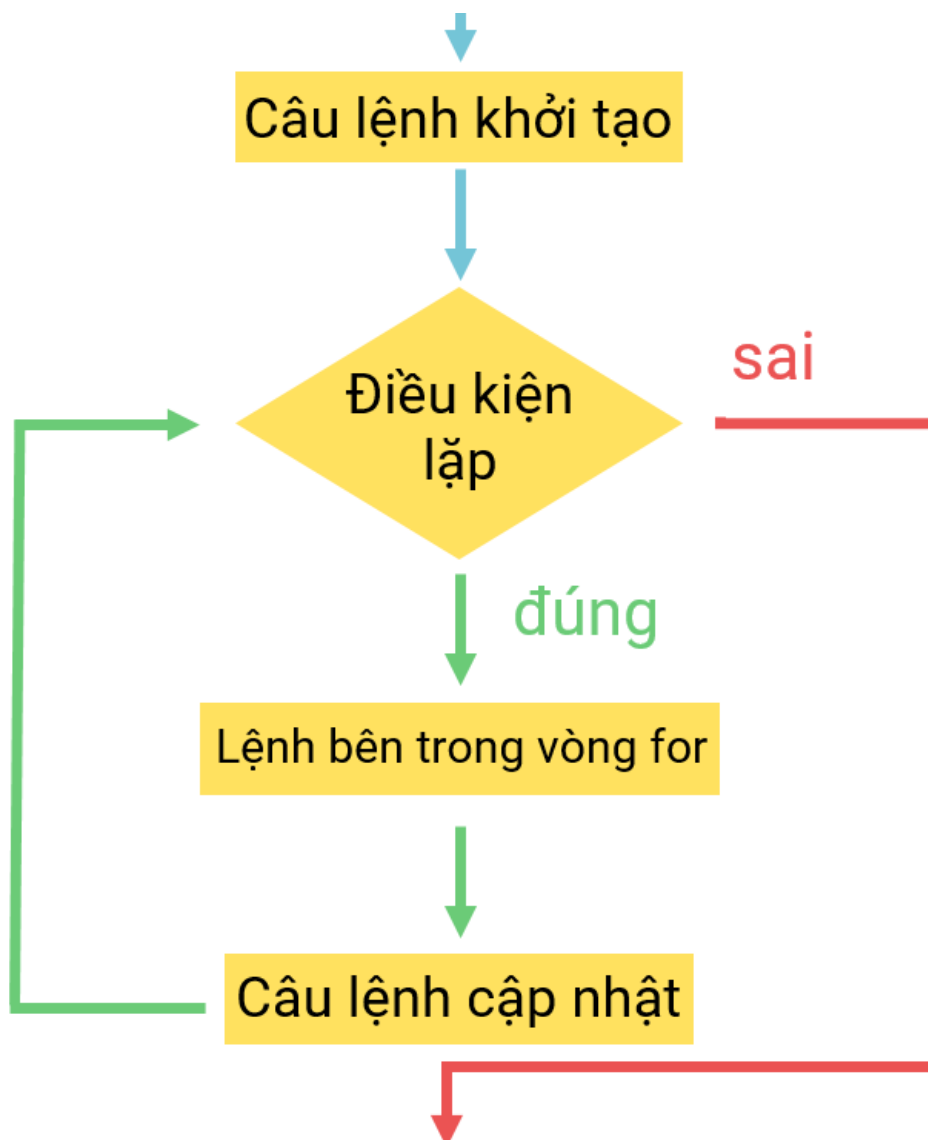 Câu lệnh khởi tạo
sai
Điều kiện
lặp
đúng
Lệnh bên trong vòng for
Câu lệnh cập nhật